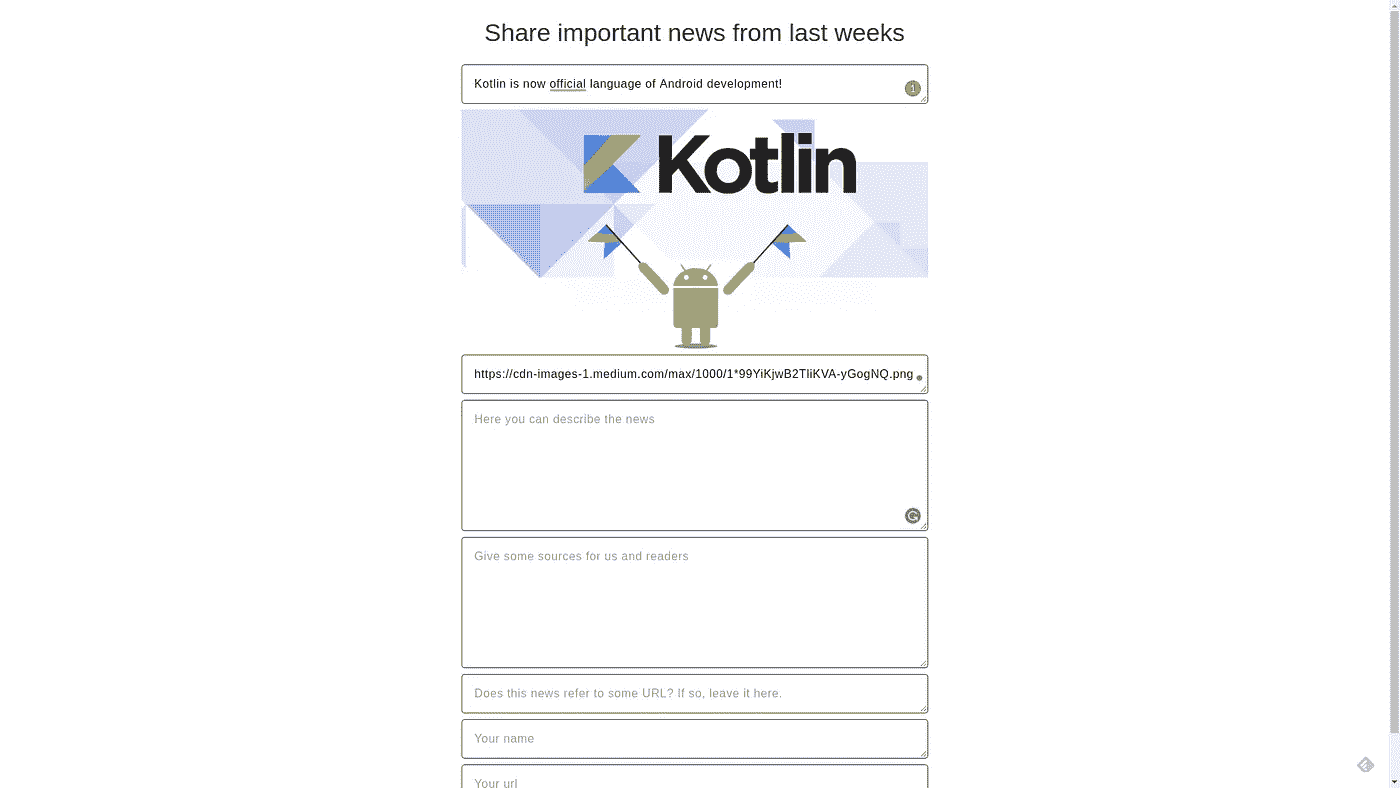 Share important news from last weeks
Kotlin is now official language of Android development!
1
Kotlin
https://cdn-images-1.medium.com/max/1000/1*99YiKjwB2TIiKVA-yGogNQ.png
Here you can describe the news
Give some sources for us and readers
Does this news refer to some URL? If so, leave it here.
Your name
Your url